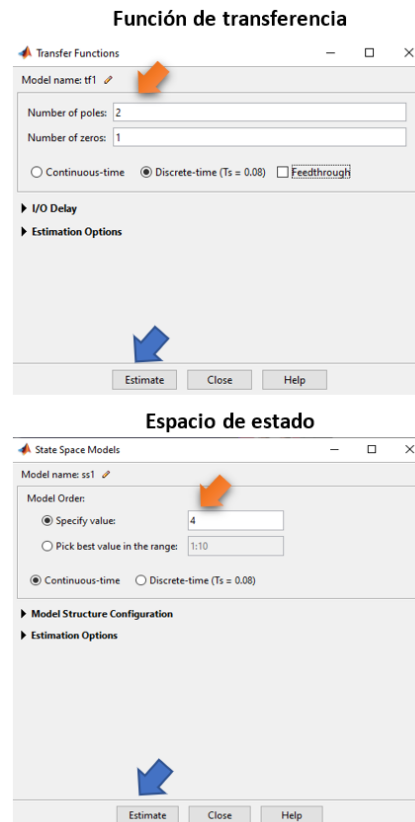 Función de transferencia
Transfer Functions
Model name: tf1
Number of poles: 2
Number of zeros: 1
Continuous-time Discrete-time (Ts = 0.08) Feedthrough
I/O Delay
Estimation Options
Estimate Close Help
Espacio de estado
State Space Models
Model name: ss1
Model Order:
Specify value: 4
Pick best value in the range: 1:10
Continuous-time Discrete-time (Ts = 0.08)
Model Structure Configuration
Estimation Options
Estimate Close Help